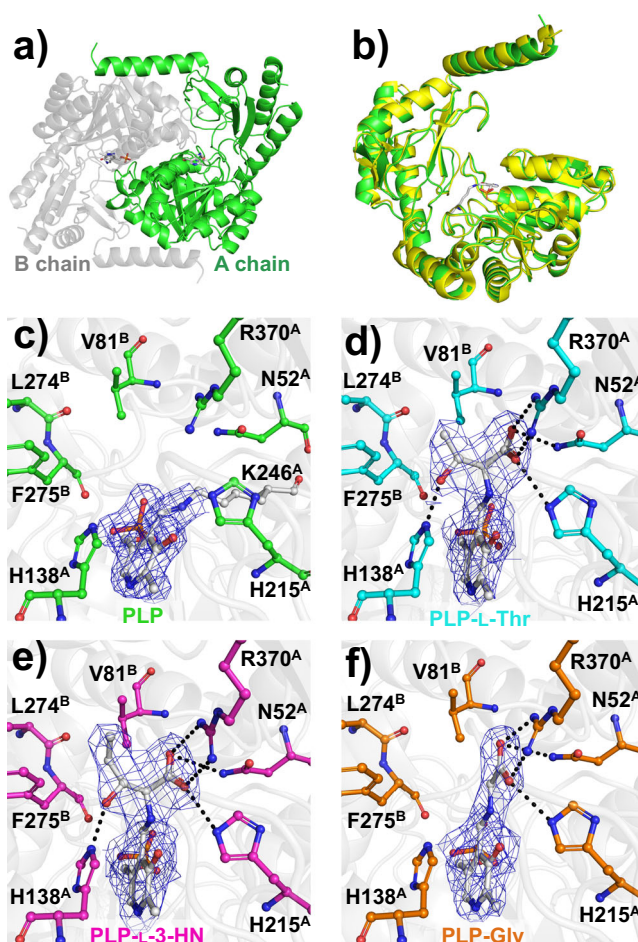 a)
b)
B chain
A chain
c)
V81ᴮ
R370ᴬ
L274ᴮ
N52ᴬ
K246ᴬ
F275ᴮ
H138ᴬ
PLP
H215ᴬ
d)
V81ᴮ
R370ᴬ
L274ᴮ
N52ᴬ
F275ᴮ
H138ᴬ
PLP-L-Thr
H215ᴬ
e)
V81ᴮ
R370ᴬ
L274ᴮ
N52ᴬ
F275ᴮ
H138ᴬ
PLP-L-3-HN
H215ᴬ
f)
V81ᴮ
R370ᴬ
L274ᴮ
N52ᴬ
F275ᴮ
H138ᴬ
PLP-Gly
H215ᴬ